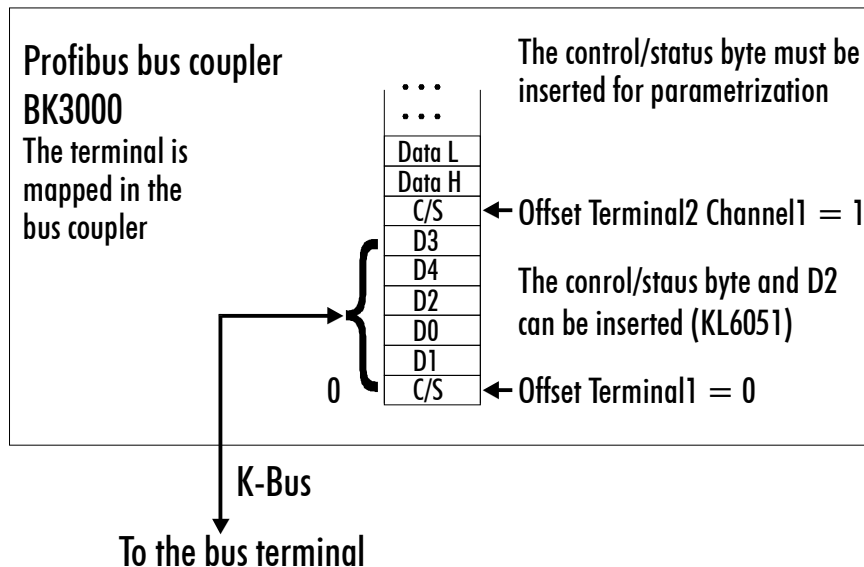 Profibus bus coupler
BK3000
The terminal is
mapped in the
bus coupler
The control/status byte must be
inserted for parametrization
...
...
Data L
Data H
C/S
Offset Terminal2 Channel1 = 1
D3
D4
D2
D0
D1
C/S
The conrol/staus byte and D2
can be inserted (KL6051)
0
Offset Terminal1 = 0
K-Bus
To the bus terminal